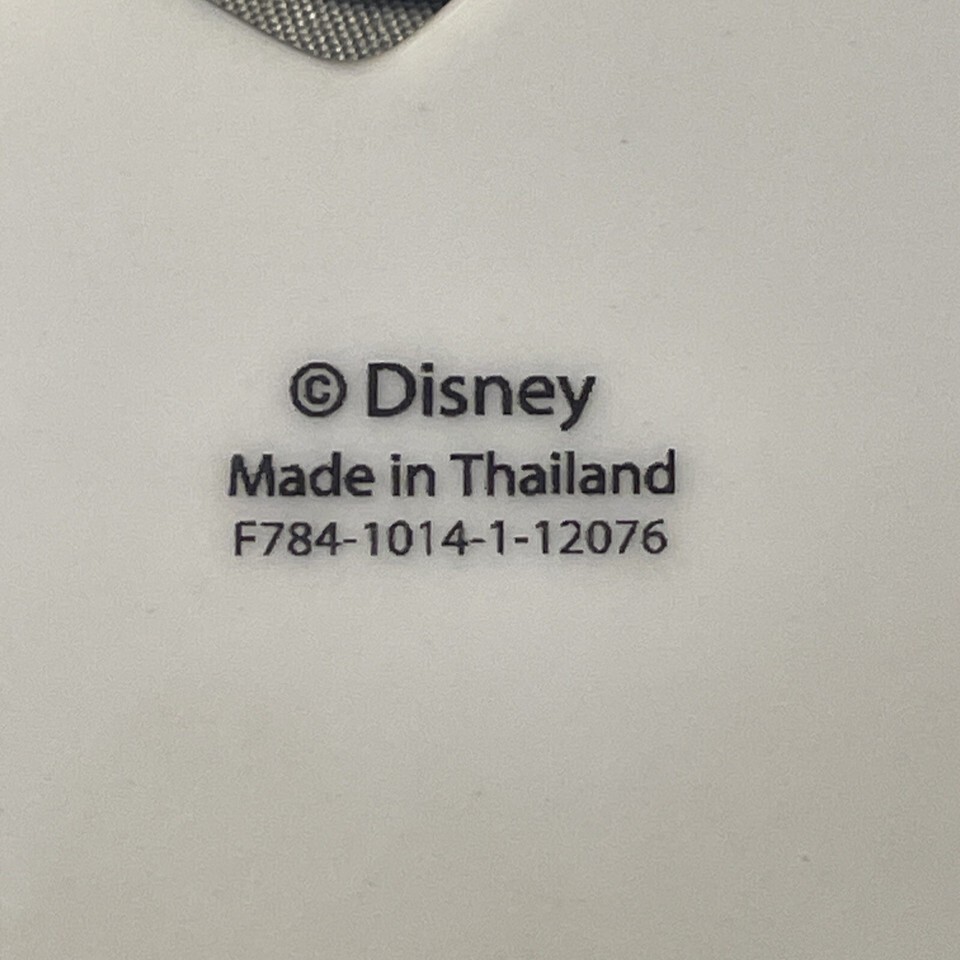 © Disney
Made in Thailand
F784-1014-1-12076